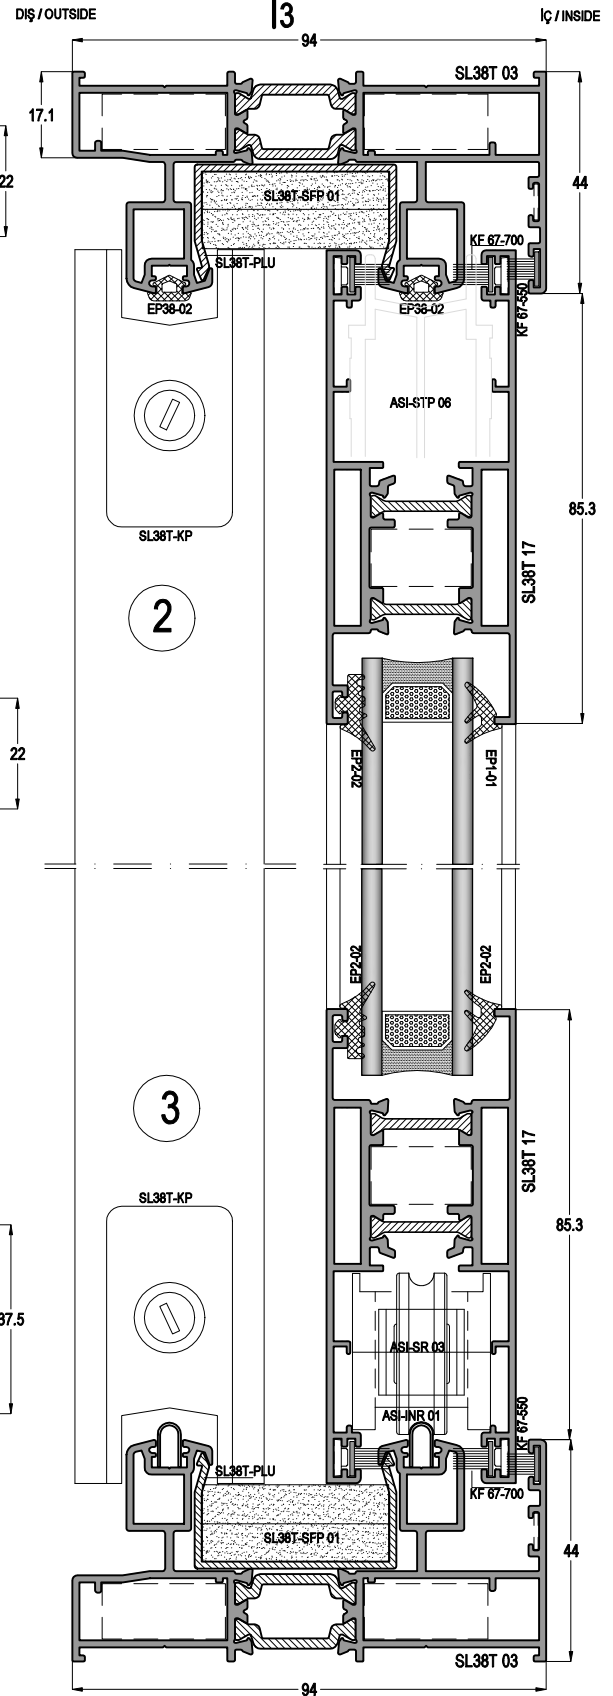 DIŞ / OUTSIDE
I3
İÇ / INSIDE
94
SL38T 03
17.1
22
SL38T-SFP 01
44
KF 67-700
SL38T-PLU
KF 67-550
EP38-02
EP38-02
ASI-STP 06
85.3
SL38T-KP
SL38T 17
2
22
EP2-02
EP1-01
EP2-02
EP2-02
3
SL38T 17
SL38T-KP
85.3
37.5
ASI-SR 03
ASI-INR 01
KF 67-550
SL38T-PLU
KF 67-700
SL38T-SFP 01
44
SL38T 03
94